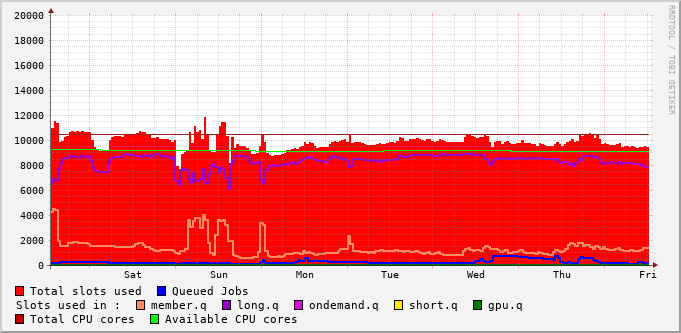 RRDTOOL / TOBI OETIKER
20000
18000
16000
14000
12000
10000
8000
6000
4000
2000
0
Sat Sun Mon Tue Wed Thu Fri
Total slots used Queued Jobs
Slots used in : member.q long.q ondemand.q short.q gpu.q
Total CPU cores Available CPU cores